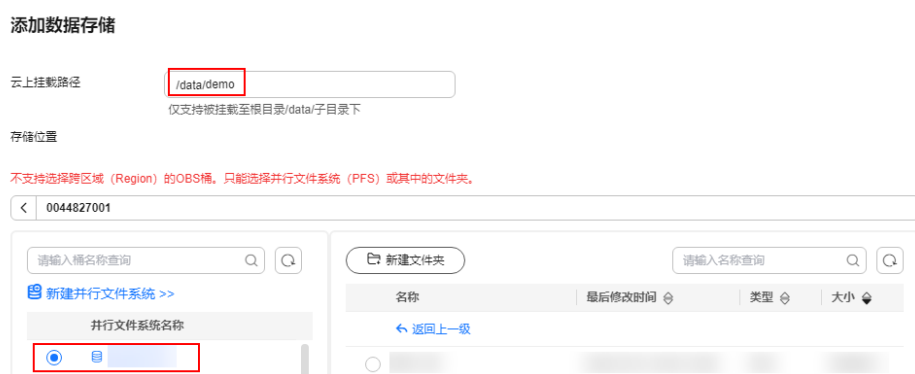 添加数据存储
云上挂载路径
/data/demo
仅支持被挂载至根目录/data/子目录下
存储位置
不支持选择跨区域（Region）的OBS桶。只能选择并行文件系统（PFS）或其中的文件夹。
0044827001
请输入桶名称查询
新建文件夹
请输入名称查询
新建并行文件系统 >>
名称 最后修改时间 类型 大小
并行文件系统名称
返回上一级